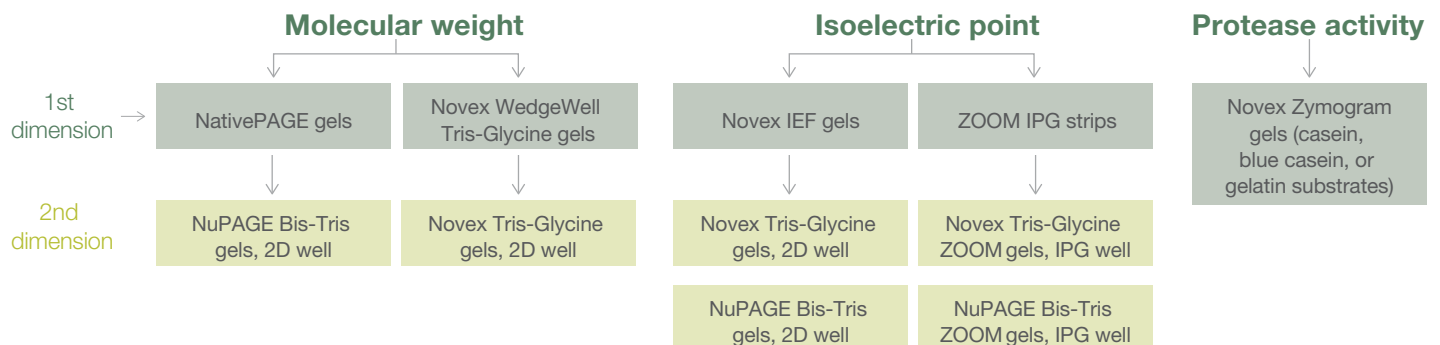 Molecular weight
Isoelectric point
Protease activity
1st
dimension
NativePAGE gels
Novex WedgeWell
Tris-Glycine gels
Novex IEF gels
ZOOM IPG strips
Novex Zymogram
gels (casein,
blue casein, or
gelatin substrates)
2nd
dimension
NuPAGE Bis-Tris
gels, 2D well
Novex Tris-Glycine
gels, 2D well
Novex Tris-Glycine
gels, 2D well
Novex Tris-Glycine
ZOOM gels, IPG well
NuPAGE Bis-Tris
gels, 2D well
NuPAGE Bis-Tris
ZOOM gels, IPG well